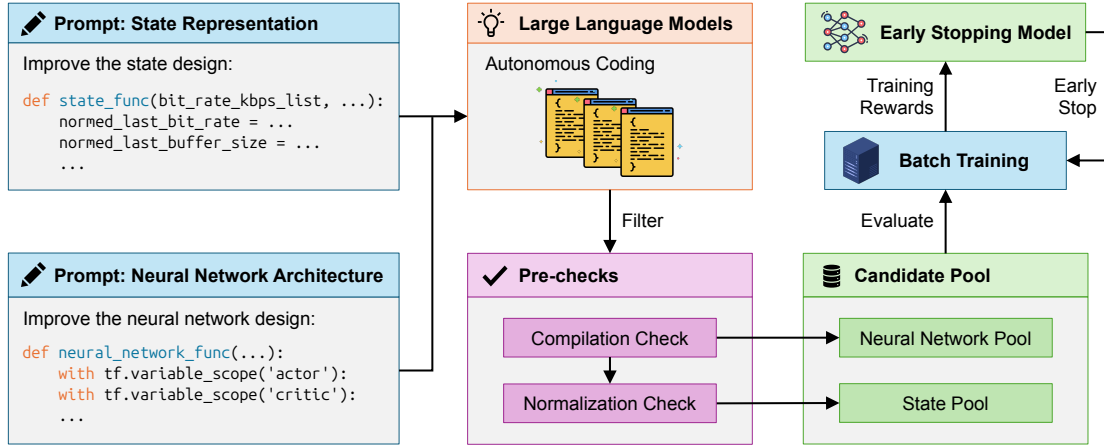 Prompt: State Representation
Improve the state design:
def state_func(bit_rate_kbps_list, ...):
    normed_last_bit_rate = ...
    normed_last_buffer_size = ...
    ...
Prompt: Neural Network Architecture
Improve the neural network design:
def neural_network_func(...):
    with tf.variable_scope('actor'):
    with tf.variable_scope('critic'):
    ...
Large Language Models
Autonomous Coding
Filter
Pre-checks
Compilation Check
Normalization Check
Early Stopping Model
Training
Rewards
Early
Stop
Batch Training
Evaluate
Candidate Pool
Neural Network Pool
State Pool